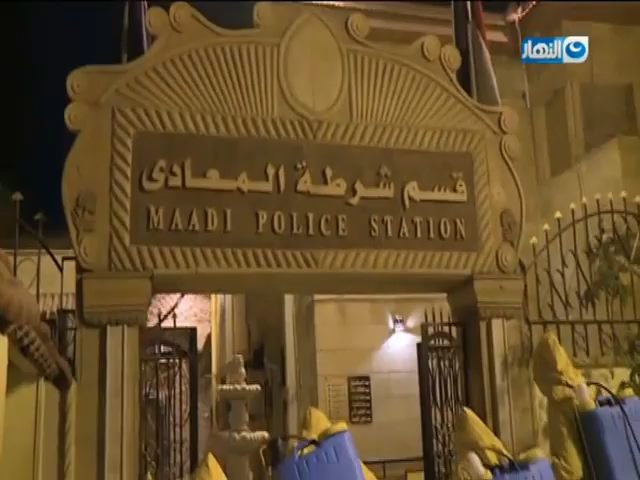 النهار
قسم شرطة المعادى
MAADI POLICE STATION